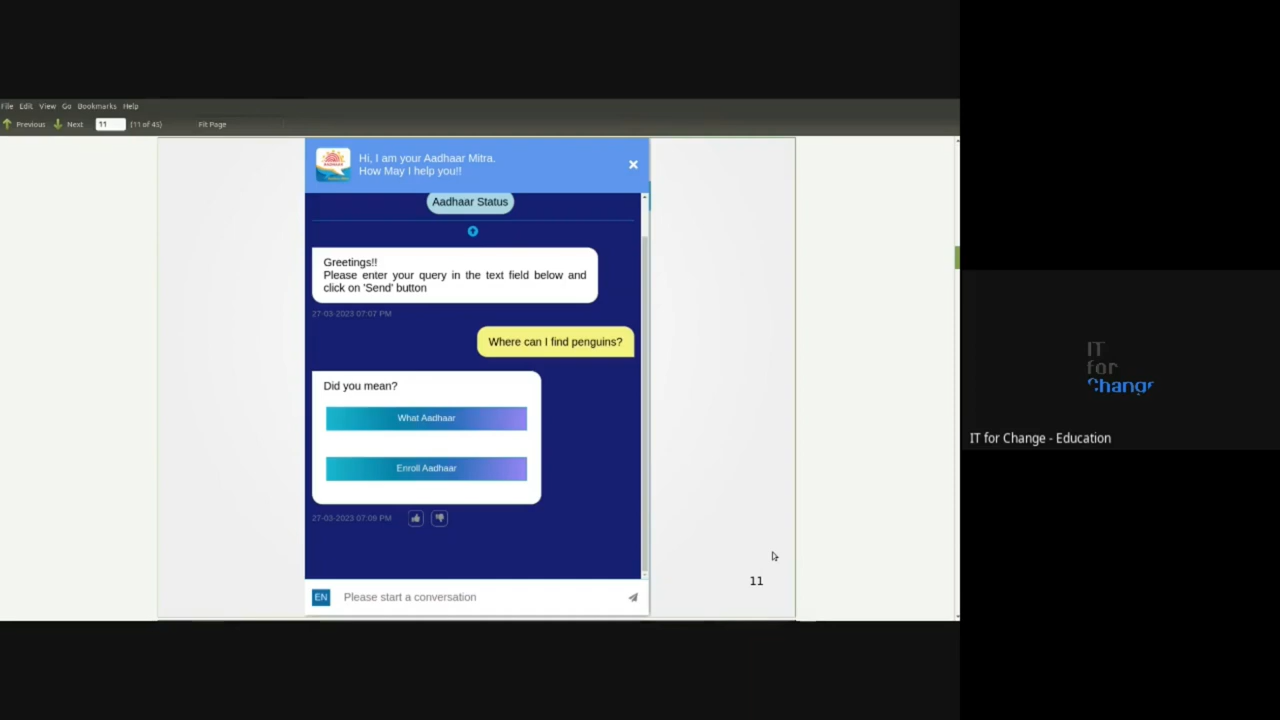 File Edit View Go Bookmarks Help
Previous Next 11 (11 of 45) Fit Page
Hi, I am your Aadhaar Mitra.
How May I help you!!
Aadhaar Status
Greetings!!
Please enter your query in the text field below and
click on 'Send' button
27-03-2023 07:07 PM
Where can I find penguins?
Did you mean?
What Aadhaar
Enroll Aadhaar
27-03-2023 07:09 PM
11
EN Please start a conversation
IT
for
Change
IT for Change - Education